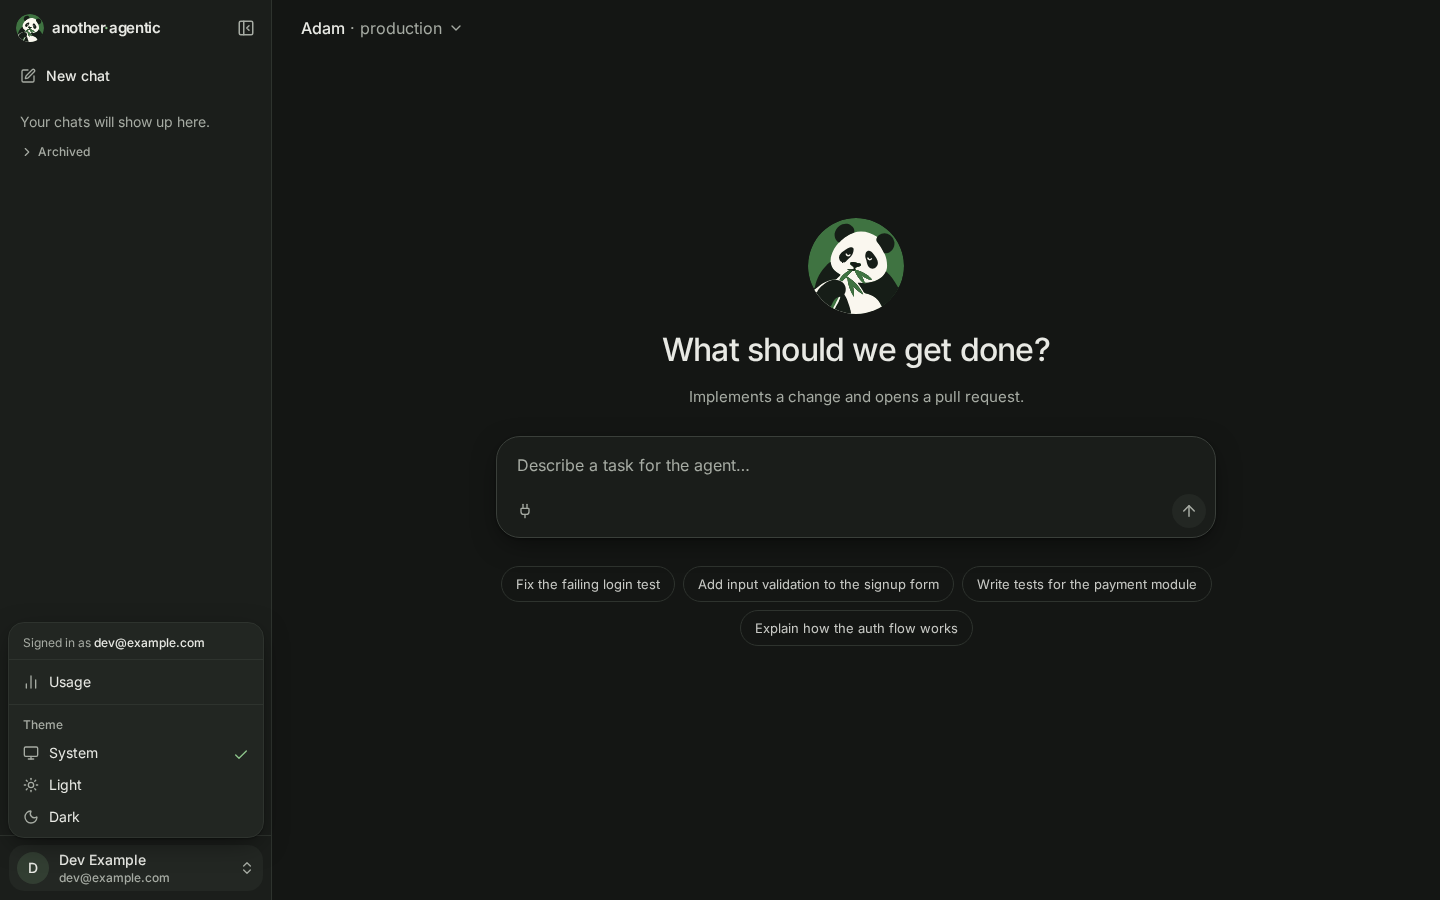 another·agentic
New chat
Your chats will show up here.
Archived
Adam · production
What should we get done?
Implements a change and opens a pull request.
Describe a task for the agent...
Fix the failing login test
Add input validation to the signup form
Write tests for the payment module
Explain how the auth flow works
Signed in as dev@example.com
Usage
Theme
System
Light
Dark
D
Dev Example
dev@example.com